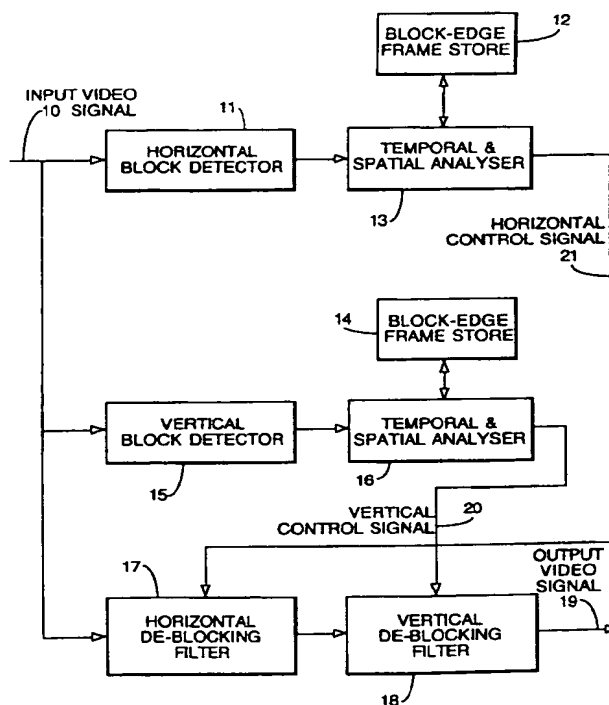 BLOCK-EDGE
FRAME STORE
12
INPUT VIDEO
10 SIGNAL
11
HORIZONTAL
BLOCK DETECTOR
TEMPORAL &
SPATIAL ANALYSER
13
HORIZONTAL
CONTROL SIGNAL
21
14
BLOCK-EDGE
FRAME STORE
VERTICAL
BLOCK DETECTOR
15
TEMPORAL &
SPATIAL ANALYSER
16
VERTICAL
CONTROL SIGNAL
20
17
HORIZONTAL
DE-BLOCKING
FILTER
VERTICAL
DE-BLOCKING
FILTER
18
OUTPUT
VIDEO
SIGNAL
19